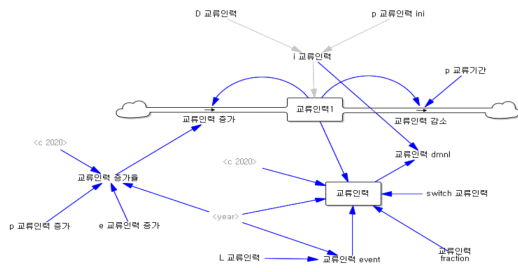 D 교류인력
p 교류인력 ini
i 교류인력
p 교류기간
교류인력1
교류인력 증가
교류인력 감소
<c 2020>
교류인력 dmnl
<c 2020>
교류인력 증가율
교류인력
switch 교류인력
<year>
p 교류인력 증가
e 교류인력 증가
교류인력
fraction
L 교류인력
교류인력 event